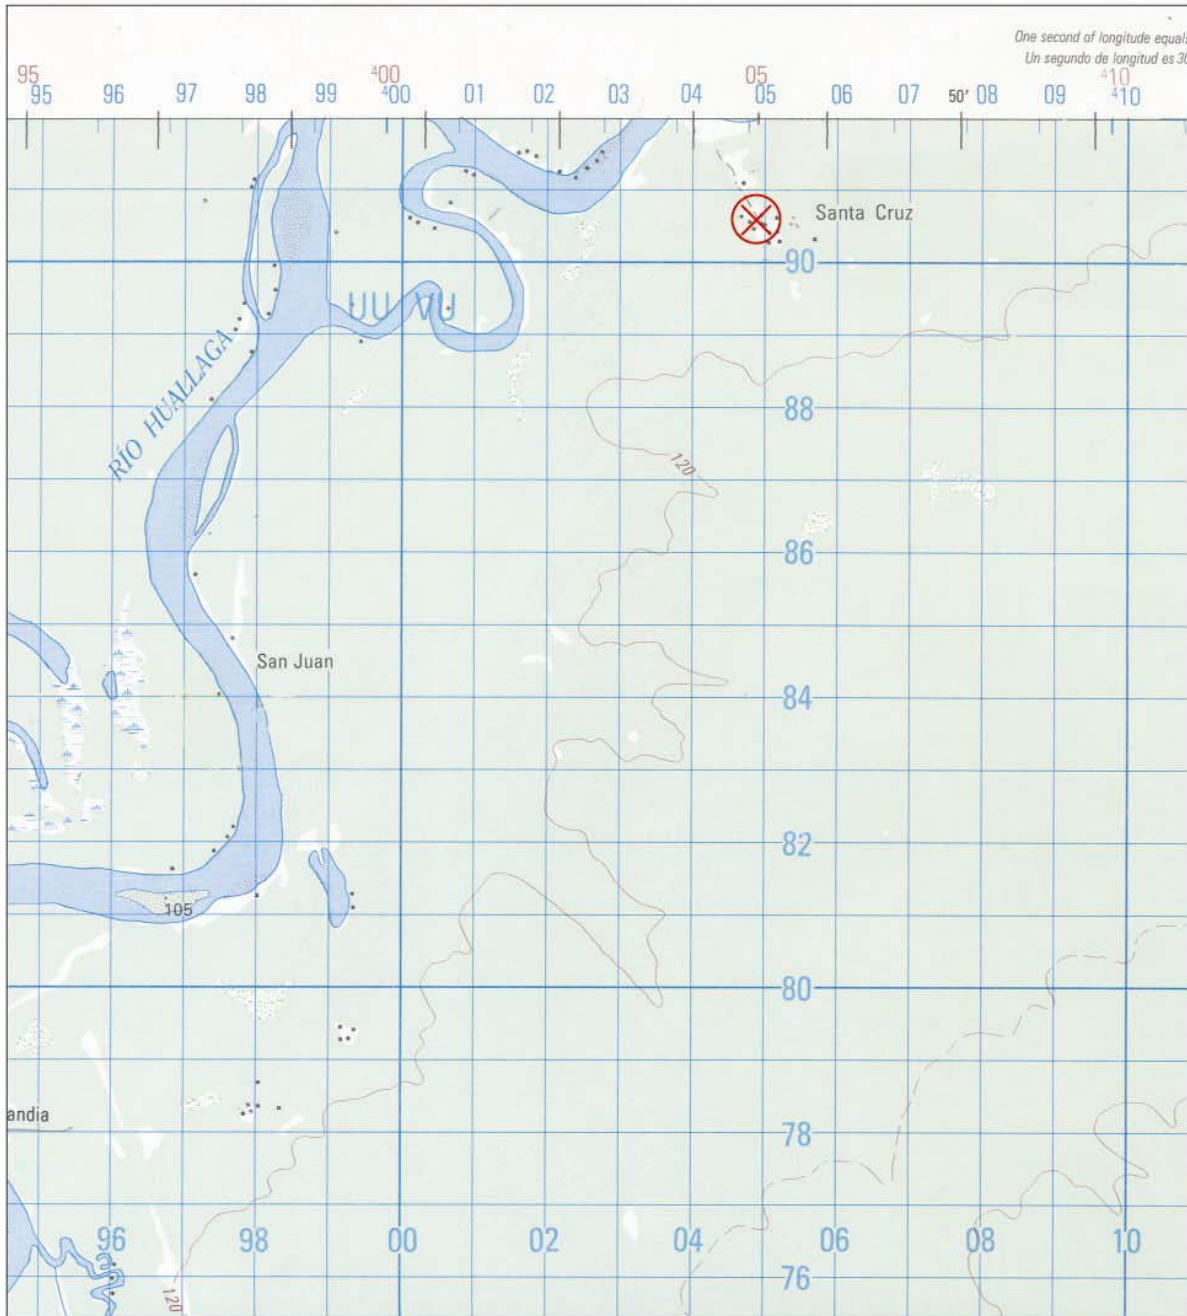 One second of longitude equals
Un segundo de longitud es 30
95 ⁴00 05 ⁴10
95 96 97 98 99 ⁴00 01 02 03 04 05 06 07 50' 08 09 ⁴10
Santa Cruz
90
UU VU
RÍO HUALLAGA
88
120
86
San Juan
84
82
105
80
andia
78
96 98 00 02 04 06 08 10
76
120